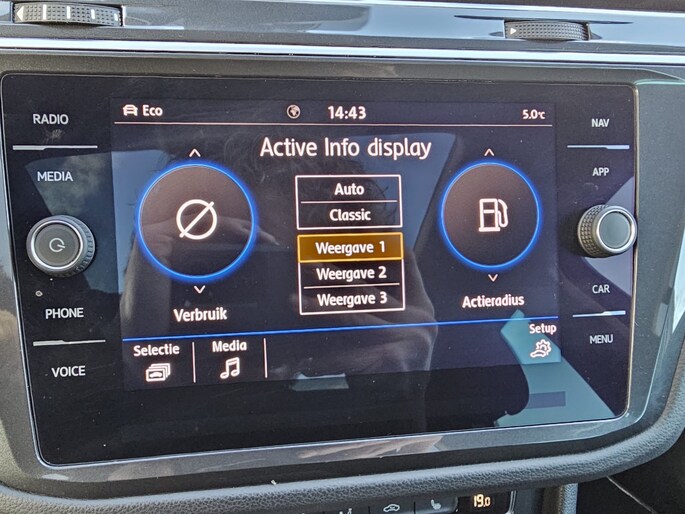 RADIO
MEDIA
PHONE
VOICE
Eco
14:43
5.0°C
Active Info display
Auto
Classic
Weergave 1
Weergave 2
Weergave 3
Verbruik
Actieradius
Selectie
Media
Setup
NAV
APP
CAR
MENU
19.0